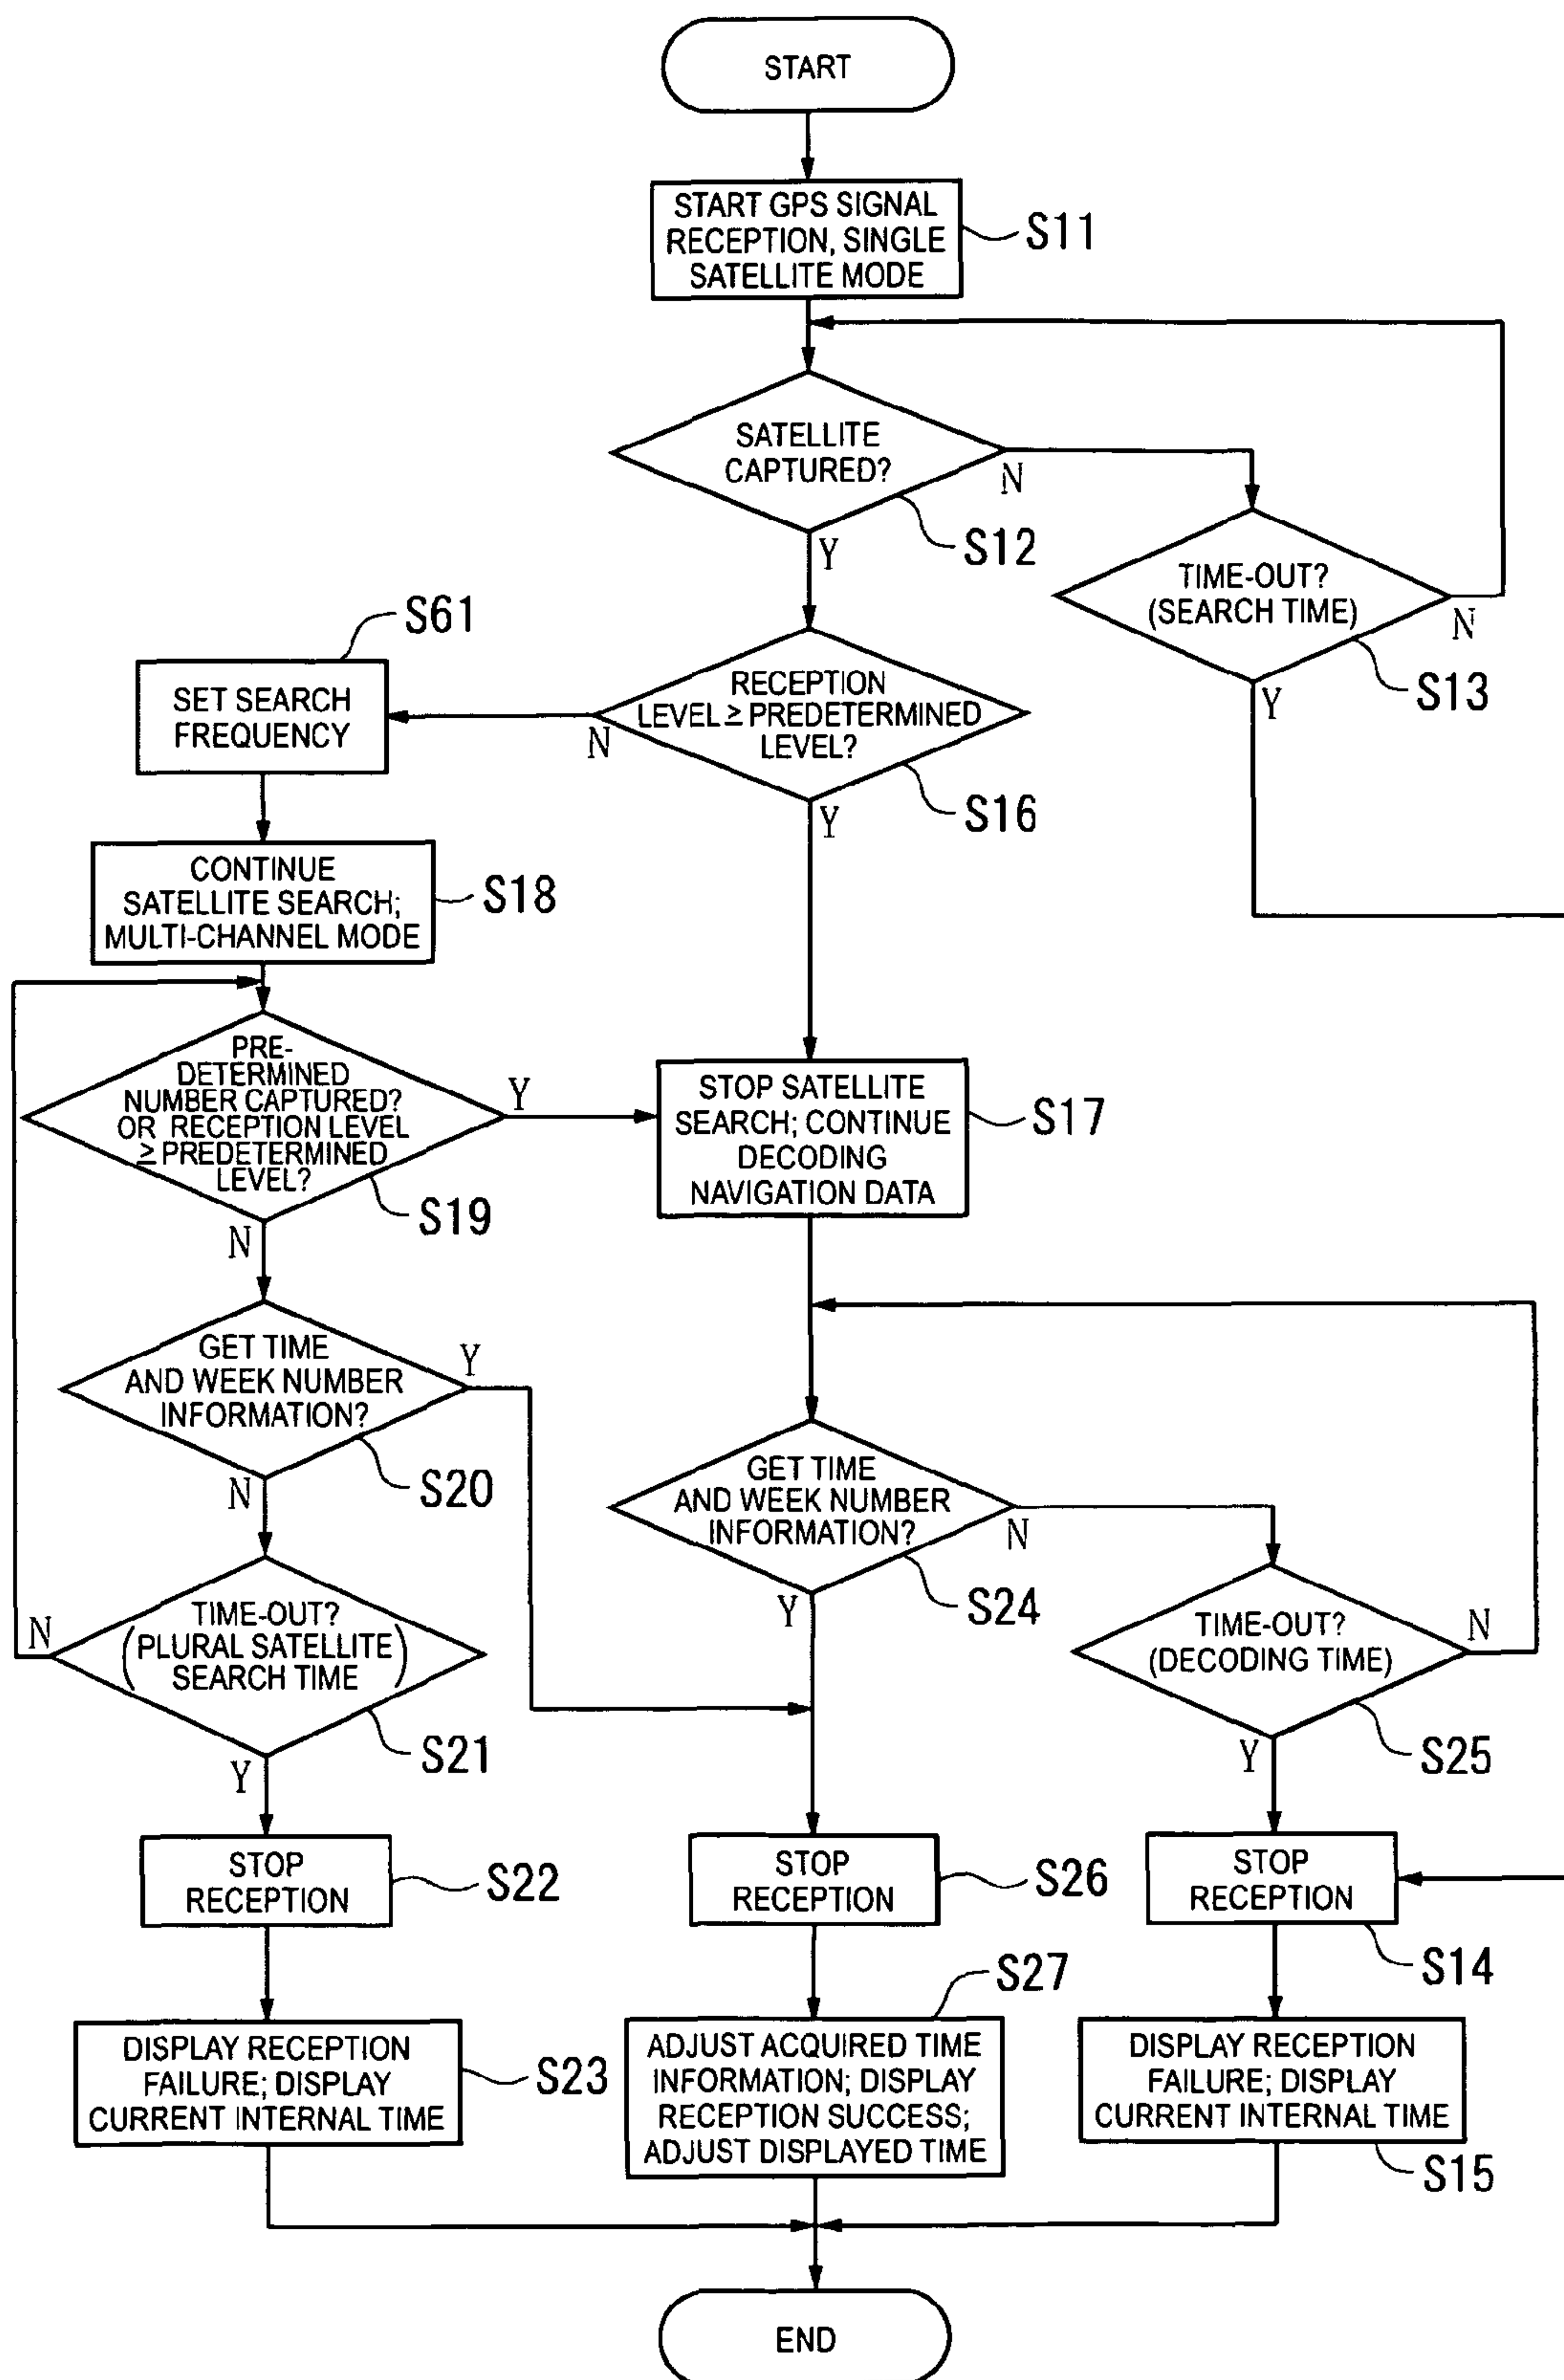 START
START GPS SIGNAL
RECEPTION, SINGLE
SATELLITE MODE
S11
SATELLITE
CAPTURED?
N
S12
Y
TIME-OUT?
(SEARCH TIME)
N
S13
Y
S61
SET SEARCH
FREQUENCY
RECEPTION
LEVEL ≥ PREDETERMINED
LEVEL?
N
S16
Y
CONTINUE
SATELLITE SEARCH;
MULTI-CHANNEL MODE
S18
PRE-
DETERMINED
NUMBER CAPTURED?
OR RECEPTION LEVEL
≥ PREDETERMINED
LEVEL?
Y
S19
N
STOP SATELLITE
SEARCH; CONTINUE
DECODING
NAVIGATION DATA
S17
GET TIME
AND WEEK NUMBER
INFORMATION?
Y
S20
N
GET TIME
AND WEEK NUMBER
INFORMATION?
N
S24
Y
TIME-OUT?
(PLURAL SATELLITE
SEARCH TIME)
N
S21
Y
TIME-OUT?
(DECODING TIME)
N
S25
Y
STOP
RECEPTION
S22
STOP
RECEPTION
S26
STOP
RECEPTION
S14
DISPLAY RECEPTION
FAILURE; DISPLAY
CURRENT INTERNAL TIME
S23
S27
ADJUST ACQUIRED TIME
INFORMATION; DISPLAY
RECEPTION SUCCESS;
ADJUST DISPLAYED TIME
DISPLAY RECEPTION
FAILURE; DISPLAY
CURRENT INTERNAL TIME
S15
END